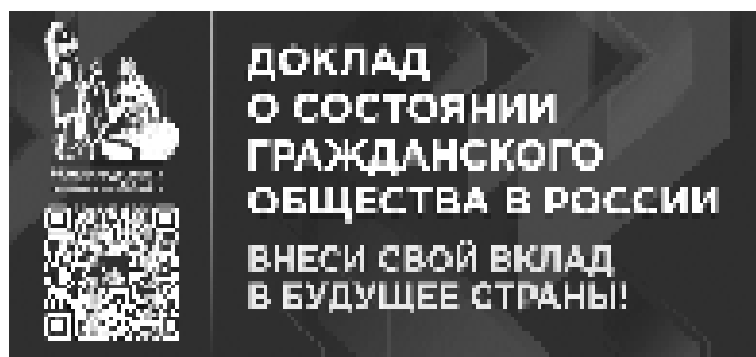 ДОКЛАД
О СОСТОЯНИИ
ГРАЖДАНСКОГО
ОБЩЕСТВА В РОССИИ
ВНЕСИ СВОЙ ВКЛАД
В БУДУЩЕЕ СТРАНЫ!